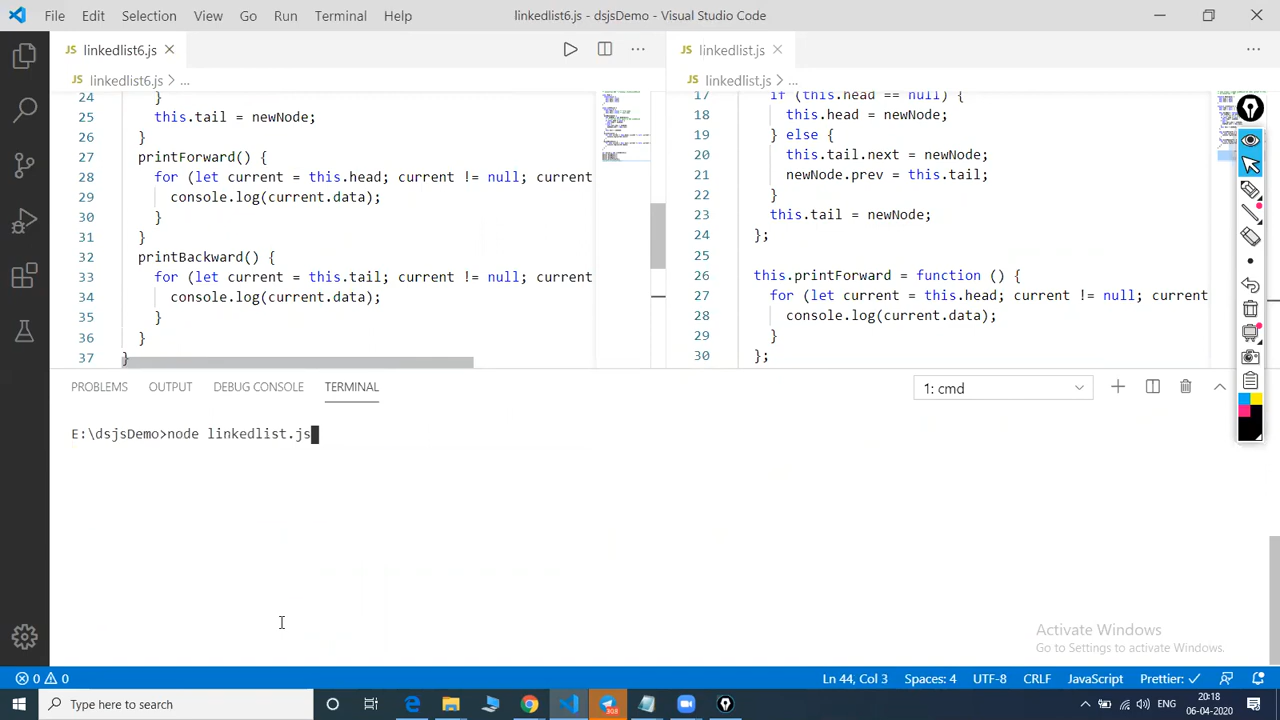 File Edit Selection View Go Run Terminal Help linkedlist6.js - dsjsDemo - Visual Studio Code
JS linkedlist6.js
JS linkedlist.js
JS linkedlist6.js > ...
JS linkedlist.js > ...
24 }
25 this.tail = newNode;
26 }
27 printForward() {
28 for (let current = this.head; current != null; current
29 console.log(current.data);
30 }
31 }
32 printBackward() {
33 for (let current = this.tail; current != null; current
34 console.log(current.data);
35 }
36 }
37 }
17 if (this.head == null) {
18 this.head = newNode;
19 } else {
20 this.tail.next = newNode;
21 newNode.prev = this.tail;
22 }
23 this.tail = newNode;
24 };
25
26 this.printForward = function () {
27 for (let current = this.head; current != null; current
28 console.log(current.data);
29 }
30 };
PROBLEMS OUTPUT DEBUG CONSOLE TERMINAL 1: cmd
E:\dsjsDemo>node linkedlist.js
Activate Windows
Go to Settings to activate Windows.
0 0 Ln 44, Col 3 Spaces: 4 UTF-8 CRLF JavaScript Prettier: ✓
Type here to search ENG 20:18
06-04-2020